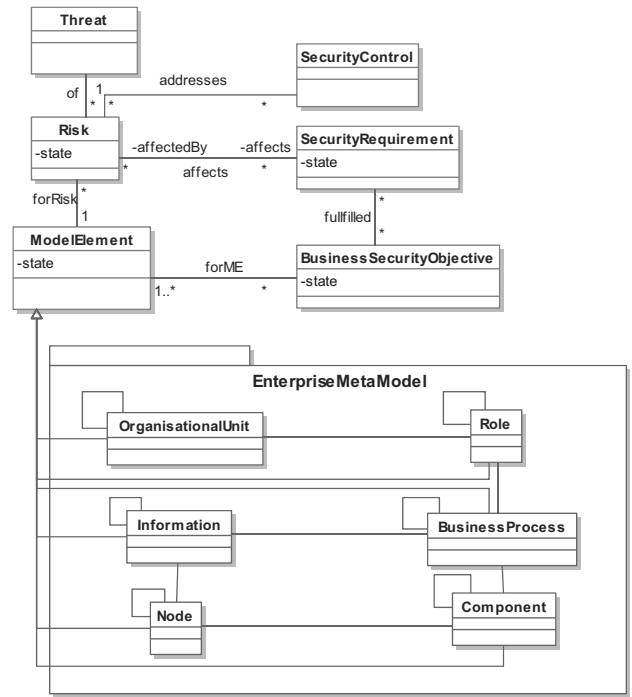 Threat
SecurityControl
addresses
1
of
*
*
*
Risk
-state
-affectedBy
-affects
*
affects
*
SecurityRequirement
-state
forRisk
*
1
*
fullfilled
*
ModelElement
-state
forME
1..*
*
BusinessSecurityObjective
-state
EnterpriseMetaModel
OrganisationalUnit
Role
Information
BusinessProcess
Node
Component